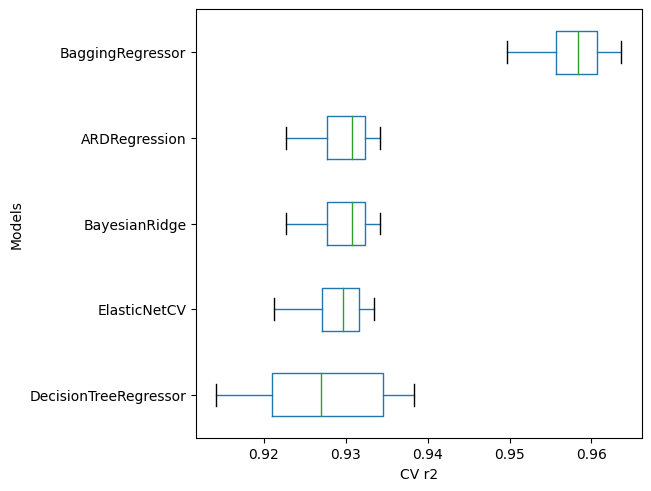 BaggingRegressor
ARDRegression
BayesianRidge
ElasticNetCV
DecisionTreeRegressor
Models
0.92 0.93 0.94 0.95 0.96
CV r2